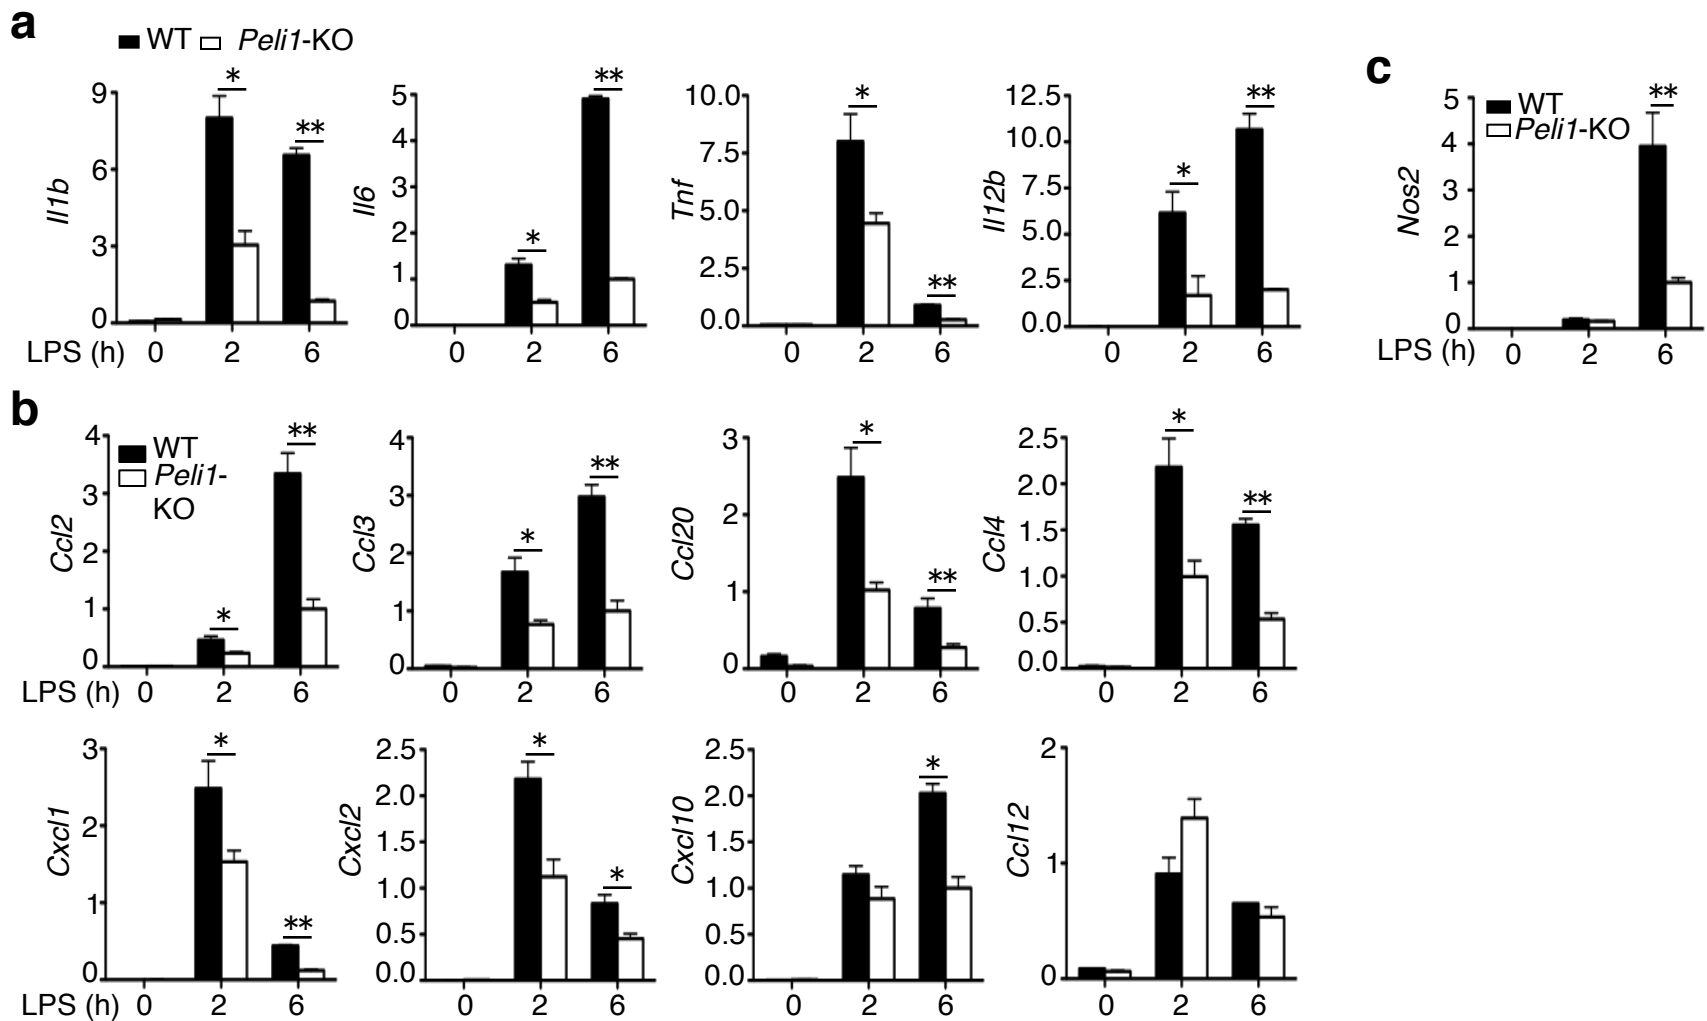 a
WT Peli1-KO
c
* ** * ** * ** * ** **
Il1b 9 6 3 0
Il6 5 4 3 2 1 0
Tnf 10.0 7.5 5.0 2.5 0.0
Il12b 12.5 10.0 7.5 5.0 2.5 0.0
Nos2 5 4 3 2 1 0
WT
Peli1-KO
LPS (h) 0 2 6 0 2 6 0 2 6 0 2 6 LPS (h) 0 2 6
b
WT
Peli1-
KO
* ** * ** * ** * **
Ccl2 4 3 2 1 0
Ccl3 4 3 2 1 0
Ccl20 3 2 1 0
Ccl4 2.5 2.0 1.5 1.0 0.5 0.0
LPS (h) 0 2 6 0 2 6 0 2 6 0 2 6
* ** * * *
Cxcl1 3 2 1 0
Cxcl2 2.5 2.0 1.5 1.0 0.5 0.0
Cxcl10 2.5 2.0 1.5 1.0 0.5 0.0
Ccl12 2 1 0
LPS (h) 0 2 6 0 2 6 0 2 6 0 2 6